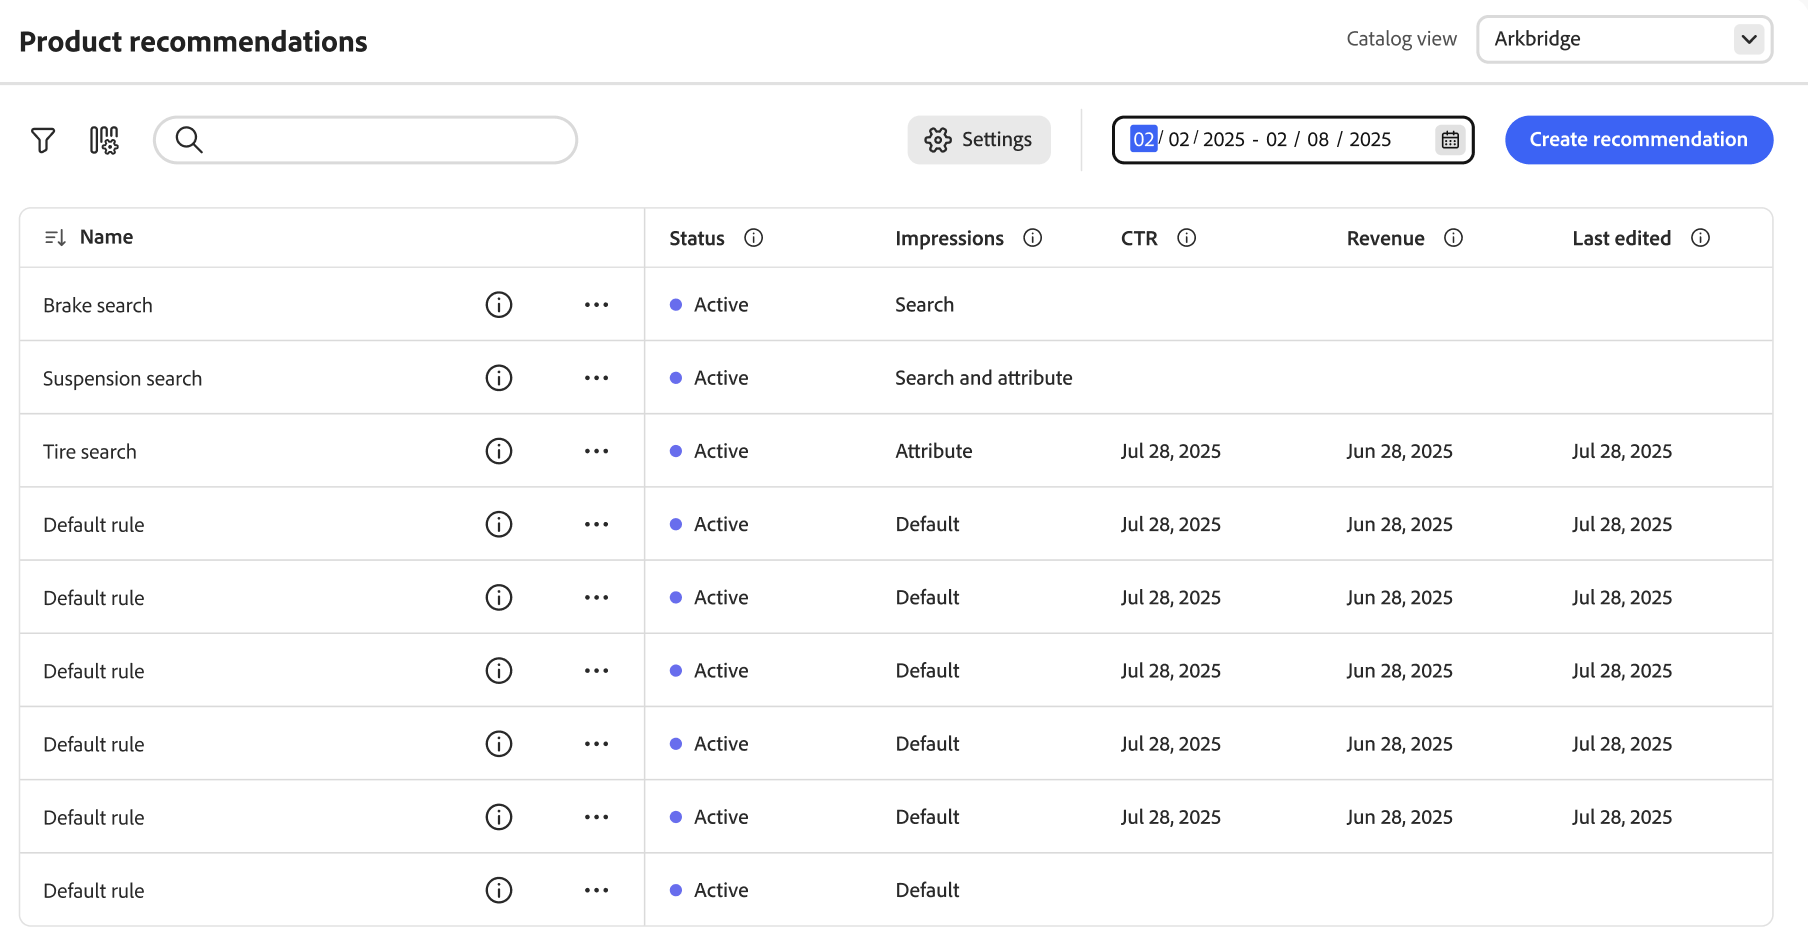 Product recommendations
Catalog view
Arkbridge
Settings
02 / 02 / 2025 - 02 / 08 / 2025
Create recommendation
Name Status Impressions CTR Revenue Last edited
Brake search Active Search
Suspension search Active Search and attribute
Tire search Active Attribute Jul 28, 2025 Jun 28, 2025 Jul 28, 2025
Default rule Active Default Jul 28, 2025 Jun 28, 2025 Jul 28, 2025
Default rule Active Default Jul 28, 2025 Jun 28, 2025 Jul 28, 2025
Default rule Active Default Jul 28, 2025 Jun 28, 2025 Jul 28, 2025
Default rule Active Default Jul 28, 2025 Jun 28, 2025 Jul 28, 2025
Default rule Active Default Jul 28, 2025 Jun 28, 2025 Jul 28, 2025
Default rule Active Default